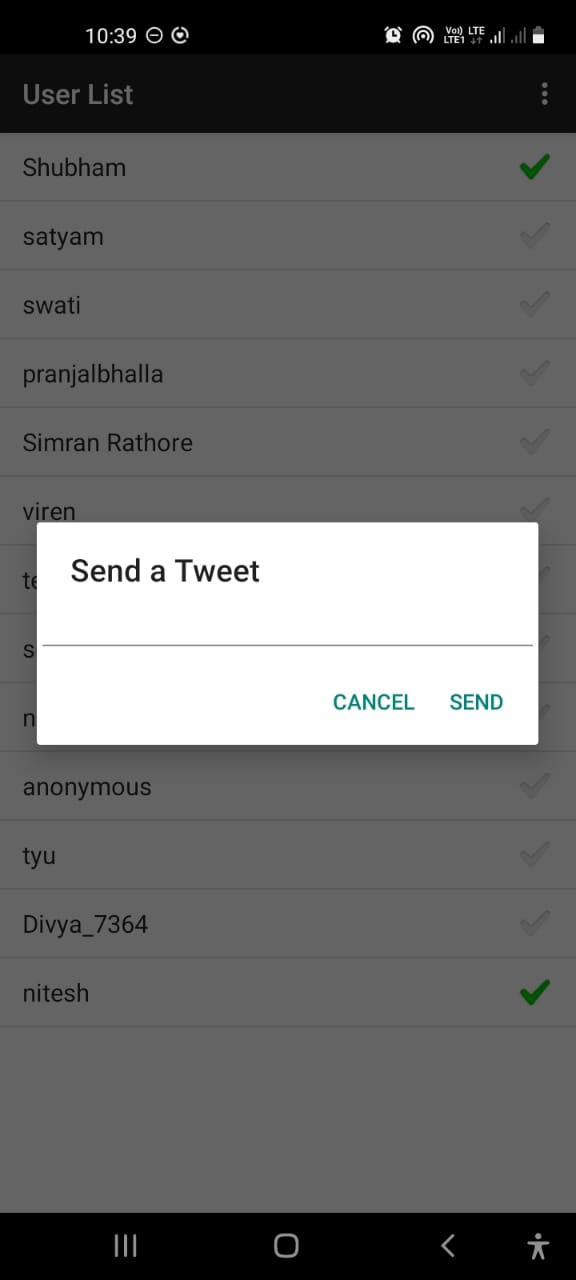 10:39 Vo) LTE
LTE1
User List
Shubham
satyam
swati
pranjalbhalla
Simran Rathore
viren
Send a Tweet
CANCEL SEND
anonymous
tyu
Divya_7364
nitesh